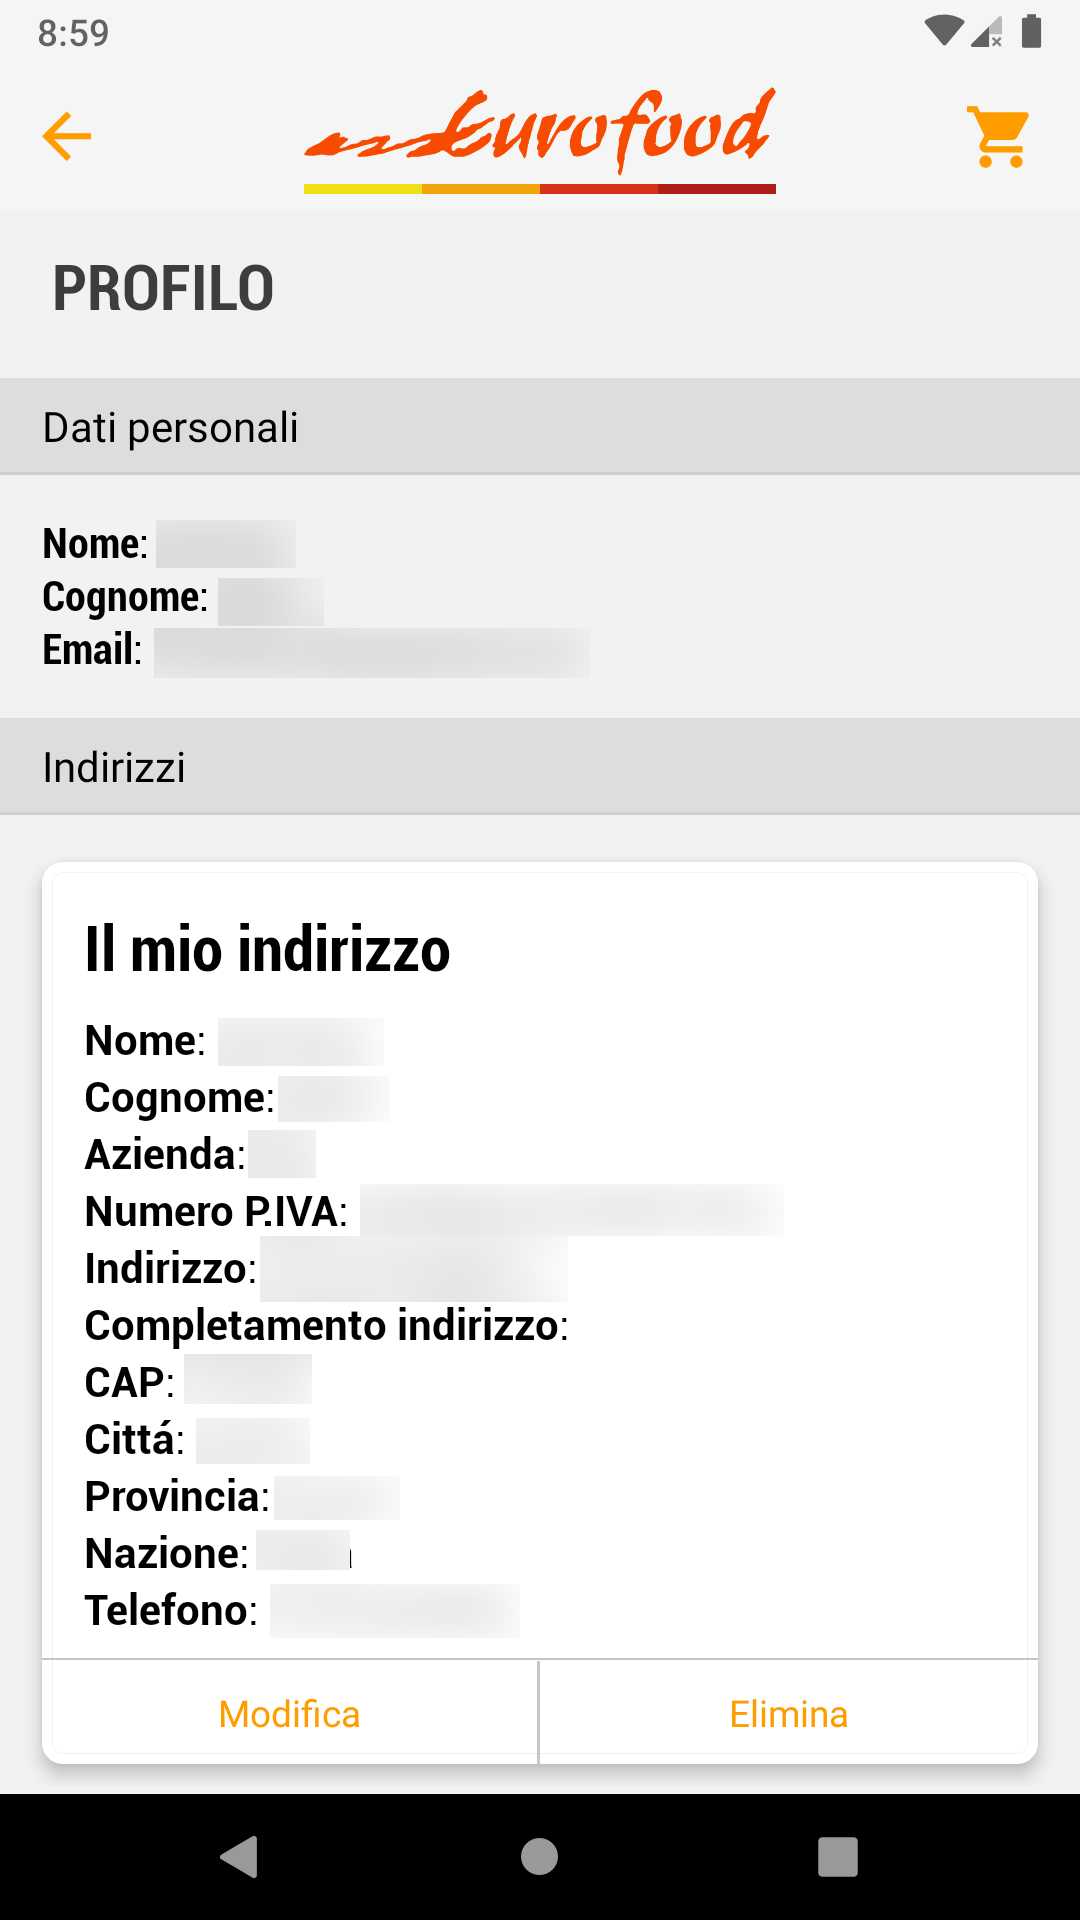 8:59
Eurofood
PROFILO
Dati personali
Nome:
Cognome:
Email:
Indirizzi
Il mio indirizzo
Nome:
Cognome:
Azienda:
Numero P.IVA:
Indirizzo:
Completamento indirizzo:
CAP:
Cittá:
Provincia:
Nazione:
Telefono:
Modifica
Elimina